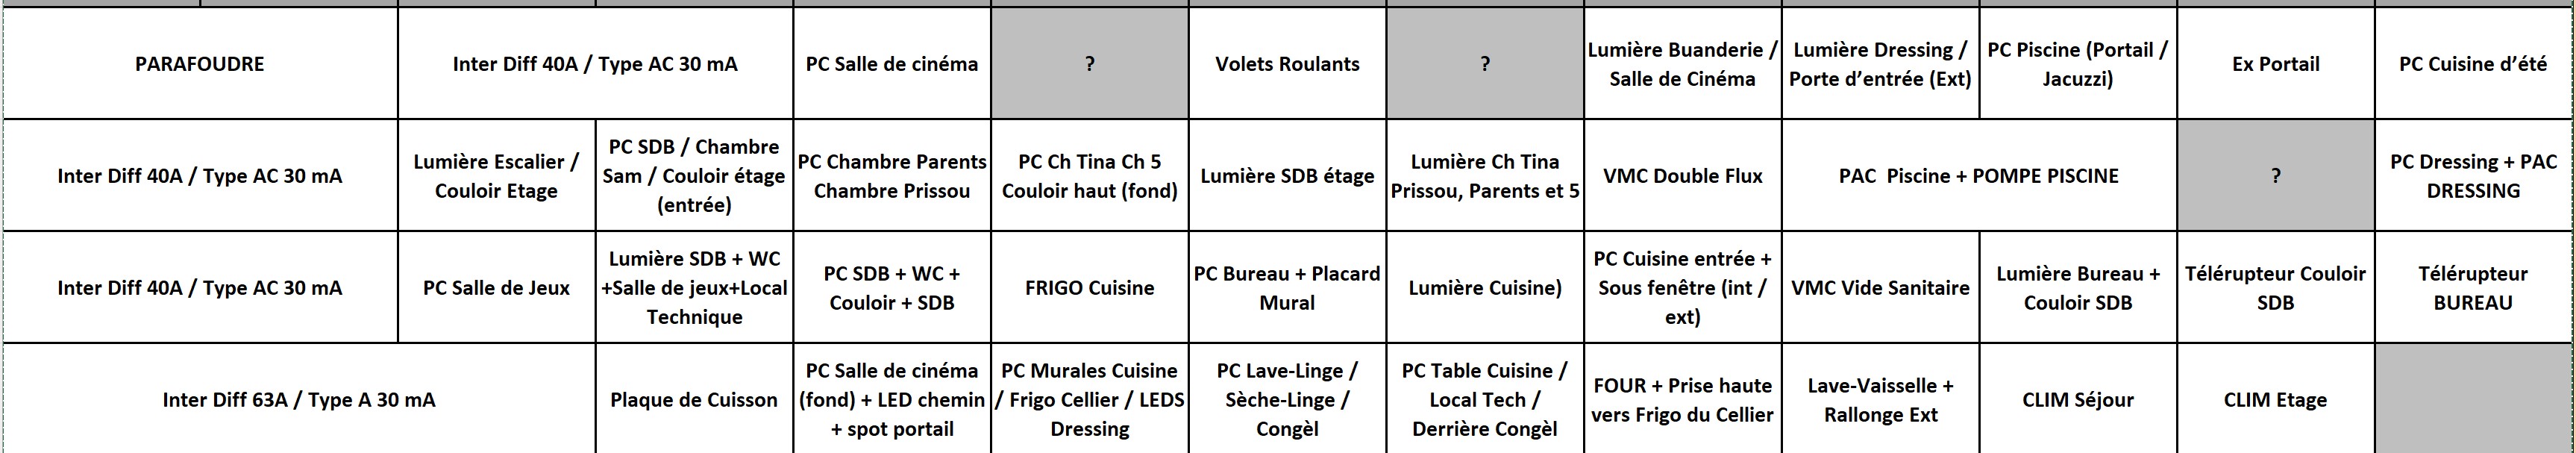 PARAFOUDRE
Inter Diff 40A / Type AC 30 mA
PC Salle de cinéma
?
Volets Roulants
?
Lumière Buanderie /
Salle de Cinéma
Lumière Dressing /
Porte d’entrée (Ext)
PC Piscine (Portail /
Jacuzzi)
Ex Portail
PC Cuisine d’été
Inter Diff 40A / Type AC 30 mA
Lumière Escalier /
Couloir Etage
PC SDB / Chambre
Sam / Couloir étage
(entrée)
PC Chambre Parents
Chambre Prissou
PC Ch Tina Ch 5
Couloir haut (fond)
Lumière SDB étage
Lumière Ch Tina
Prissou, Parents et 5
VMC Double Flux
PAC  Piscine + POMPE PISCINE
?
PC Dressing + PAC
DRESSING
Inter Diff 40A / Type AC 30 mA
PC Salle de Jeux
Lumière SDB + WC
+Salle de jeux+Local
Technique
PC SDB + WC +
Couloir + SDB
FRIGO Cuisine
PC Bureau + Placard
Mural
Lumière Cuisine)
PC Cuisine entrée +
Sous fenêtre (int /
ext)
VMC Vide Sanitaire
Lumière Bureau +
Couloir SDB
Télérupteur Couloir
SDB
Télérupteur
BUREAU
Inter Diff 63A / Type A 30 mA
Plaque de Cuisson
PC Salle de cinéma
(fond) + LED chemin
+ spot portail
PC Murales Cuisine
/ Frigo Cellier / LEDS
Dressing
PC Lave-Linge /
Sèche-Linge /
Congèl
PC Table Cuisine /
Local Tech /
Derrière Congèl
FOUR + Prise haute
vers Frigo du Cellier
Lave-Vaisselle +
Rallonge Ext
CLIM Séjour
CLIM Etage